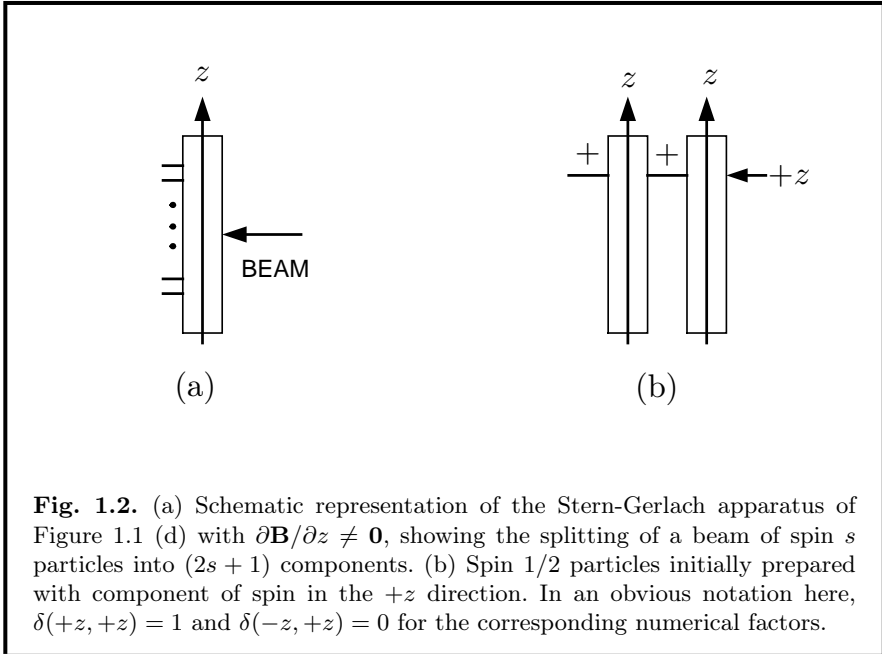 z
z
z
+
+
+z
BEAM
(a)
(b)
Fig. 1.2. (a) Schematic representation of the Stern-Gerlach apparatus of
Figure 1.1 (d) with ∂B/∂z ≠ 0, showing the splitting of a beam of spin s
particles into (2s + 1) components. (b) Spin 1/2 particles initially prepared
with component of spin in the +z direction. In an obvious notation here,
δ(+z, +z) = 1 and δ(−z, +z) = 0 for the corresponding numerical factors.